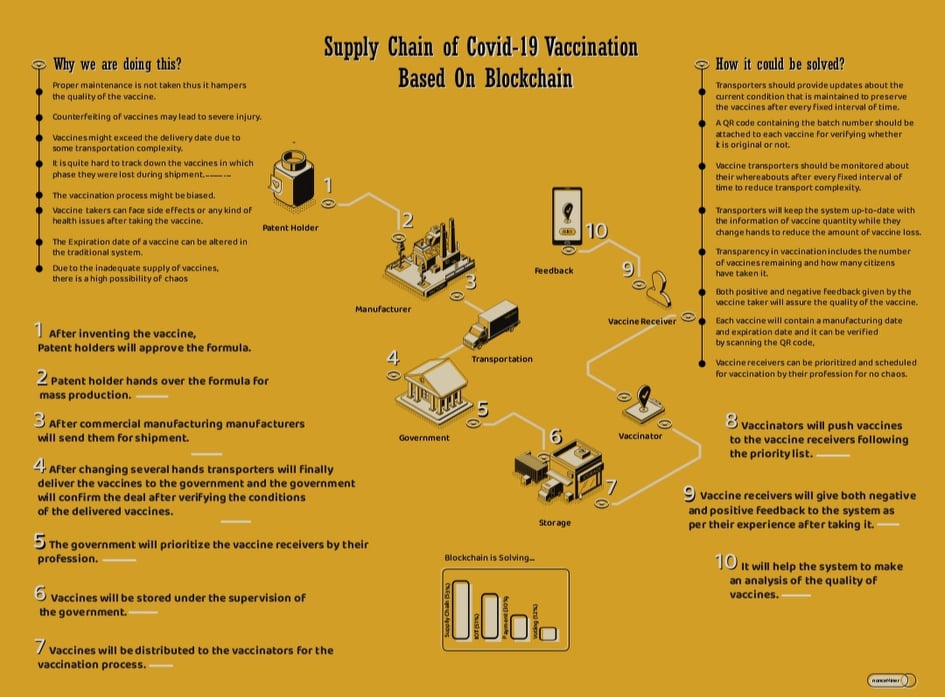 Supply Chain of Covid-19 Vaccination
Based On Blockchain
Why we are doing this?
Proper maintenance is not taken thus it hampers
the quality of the vaccine.
Counterfeiting of vaccines may lead to severe injury.
Vaccines might exceed the delivery date due to
some transportation complexity.
It is quite hard to track down the vaccines in which
phase they were lost during shipment.
The vaccination process might be biased.
Vaccine takers can face side effects or any kind of
health issues after taking the vaccine.
The Expiration date of a vaccine can be altered in
the traditional system.
Due to the inadequate supply of vaccines,
there is a high possibility of chaos
1 After inventing the vaccine,
Patent holders will approve the formula.
2 Patent holder hands over the formula for
mass production.
3 After commercial manufacturing manufacturers
will send them for shipment.
4 After changing several hands transporters will finally
deliver the vaccines to the government and the government
will confirm the deal after verifying the conditions
of the delivered vaccines.
5 The government will prioritize the vaccine receivers by their
profession.
6 Vaccines will be stored under the supervision of
the government.
7 Vaccines will be distributed to the vaccinators for the
vaccination process.
1
Patent Holder
2
Manufacturer
3
Transportation
4
Government
5
6
Storage
7
Vaccinator
Vaccine Receiver
9
10
Feedback
Blockchain is Solving...
Supply Chain (53%)
Payment (30%)
Voting (12%)
How it could be solved?
Transporters should provide updates about the
current condition that is maintained to preserve
the vaccines after every fixed interval of time.
A QR code containing the batch number should be
attached to each vaccine for verifying whether
it is original or not.
Vaccine transporters should be monitored about
their whereabouts after every fixed interval of
time to reduce transport complexity.
Transporters will keep the system up-to-date with
the information of vaccine quantity while they
change hands to reduce the amount of vaccine loss.
Transparency in vaccination includes the number
of vaccines remaining and how many citizens
have taken it.
Both positive and negative feedback given by the
vaccine taker will assure the quality of the vaccine.
Each vaccine will contain a manufacturing date
and expiration date and it can be verified
by scanning the QR code,
Vaccine receivers can be prioritized and scheduled
for vaccination by their profession for no chaos.
8 Vaccinators will push vaccines
to the vaccine receivers following
the priority list.
9 Vaccine receivers will give both negative
and positive feedback to the system as
per their experience after taking it.
10 It will help the system to make
an analysis of the quality of
vaccines.